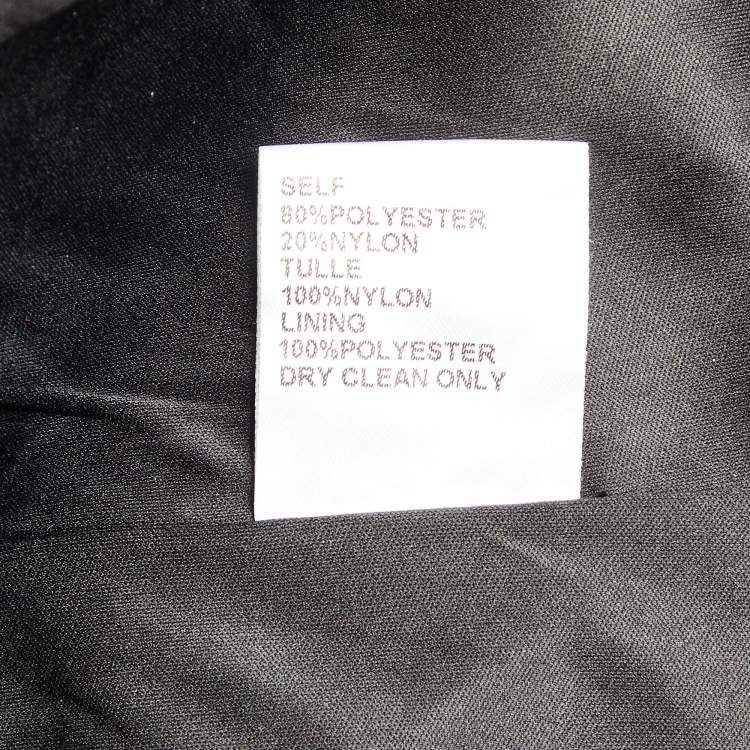 SELF
80%POLYESTER
20%NYLON
TULLE
100%NYLON
LINING
100%POLYESTER
DRY CLEAN ONLY